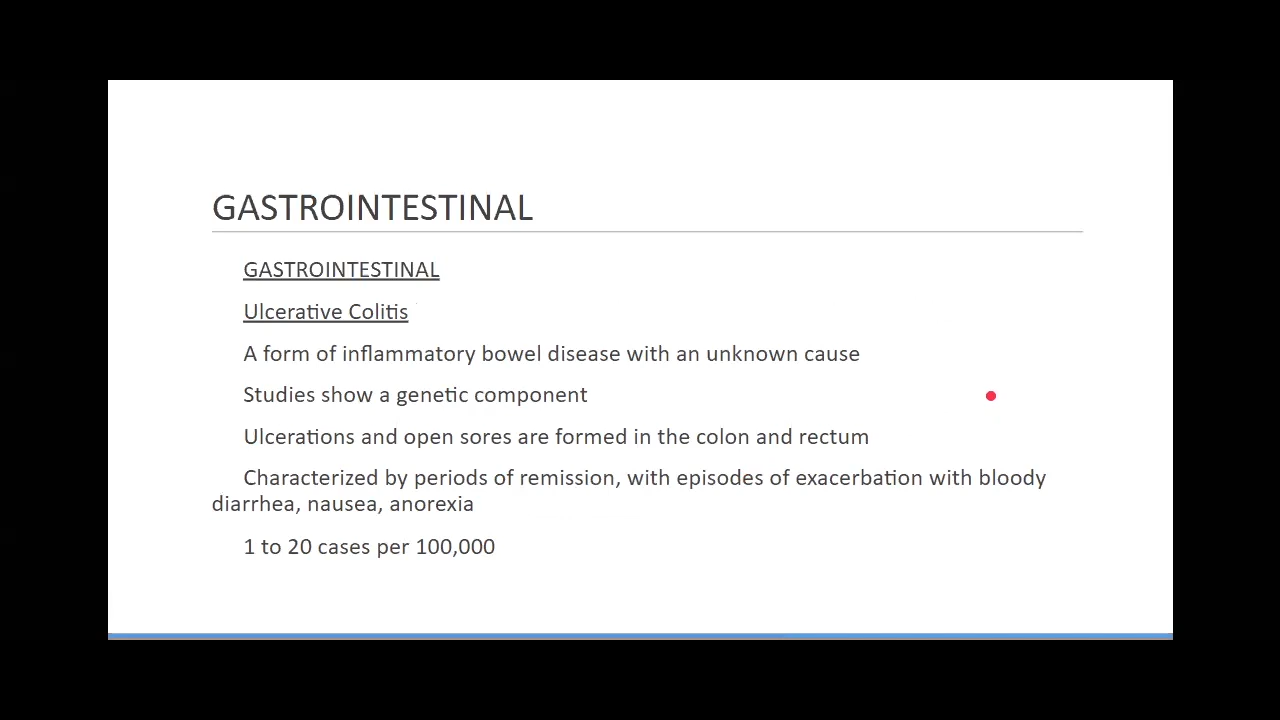 GASTROINTESTINAL
GASTROINTESTINAL
Ulcerative Colitis
A form of inflammatory bowel disease with an unknown cause
Studies show a genetic component
Ulcerations and open sores are formed in the colon and rectum
Characterized by periods of remission, with episodes of exacerbation with bloody
diarrhea, nausea, anorexia
1 to 20 cases per 100,000